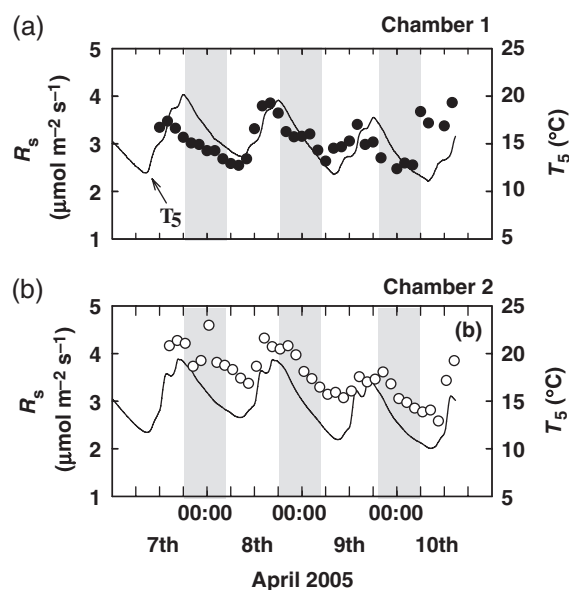 (a)
Chamber 1
5
4
3
2
1
25
20
15
10
5
Rs
(μmol m−2 s−1)
T5 (°C)
T5
(b)
Chamber 2
(b)
5
4
3
2
1
25
20
15
10
5
Rs
(μmol m−2 s−1)
T5 (°C)
00:00 00:00 00:00
7th 8th 9th 10th
April 2005